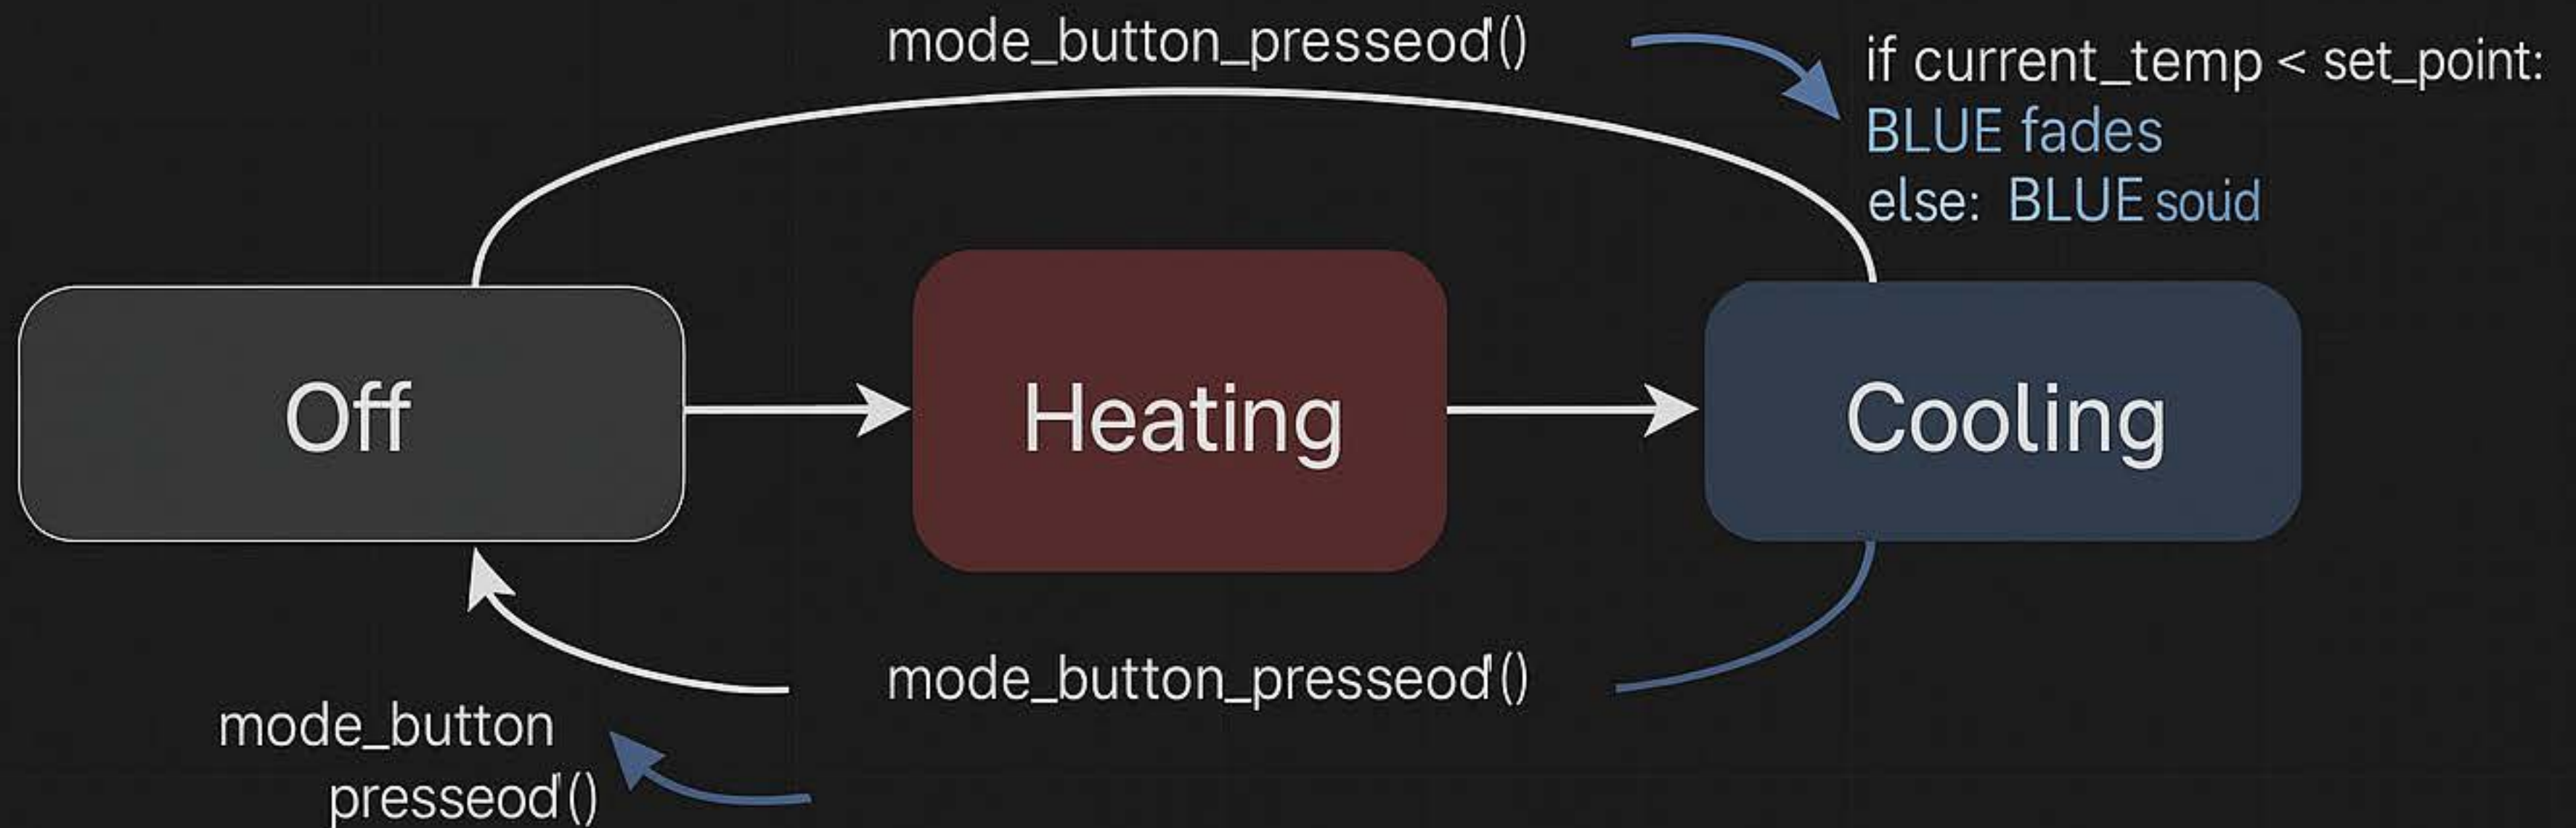 mode_button_presseod'()
if current_temp < set_point:
BLUE fades
else: BLUE soud
Off
Heating
Cooling
mode_button_presseod'()
mode_button
presseod'()